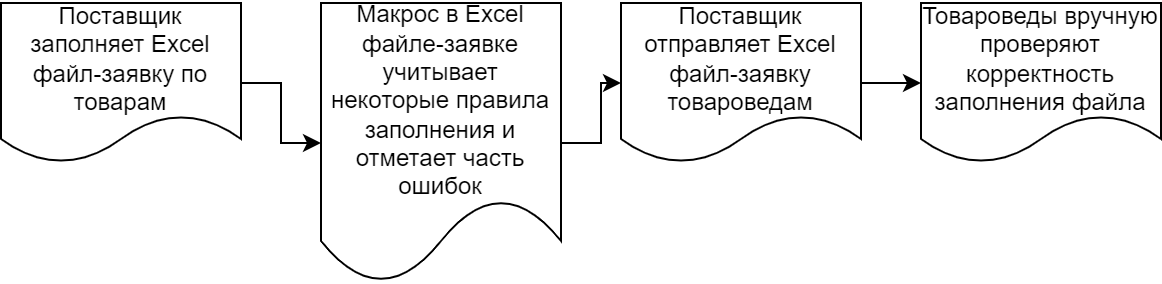 Поставщик
заполняет Excel
файл-заявку по
товарам
Макрос в Excel
файле-заявке
учитывает
некоторые правила
заполнения и
отметает часть
ошибок
Поставщик
отправляет Excel
файл-заявку
товароведам
Товароведы вручную
проверяют
корректность
заполнения файла